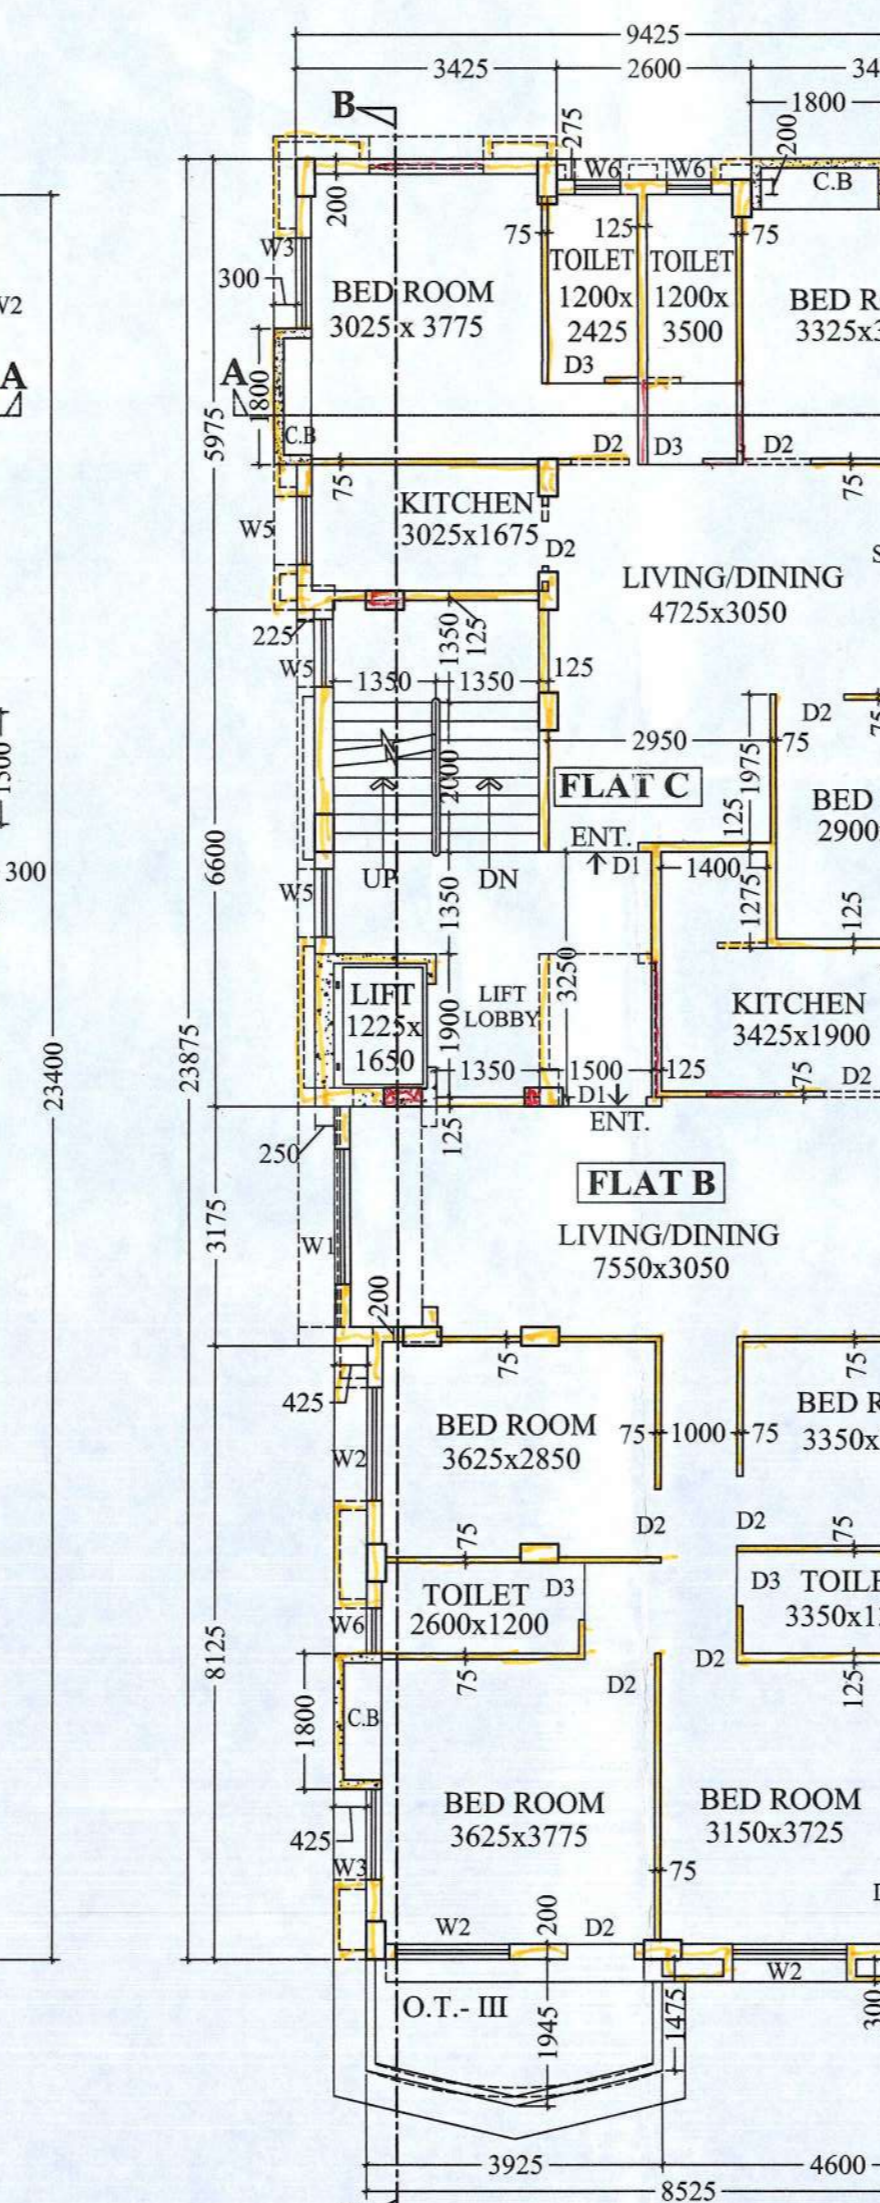 9425
3425
2600
34
1800
B
275
200
W6
W6
C.B
200
75
125
75
W3
300
TOILET
1200x
2425
TOILET
1200x
3500
BED ROOM
3025 x 3775
BED R
3325x3
W2
A
A
1800
D3
5975
C.B
D2
D3
D2
75
75
KITCHEN
3025x1675
W5
D2
LIVING/DINING
4725x3050
225
1350
125
W5
1350
1350
125
D2
75
2950
75
1975
2000
FLAT C
BED
2900
125
ENT.
D1
1400
300
6600
UP
DN
W5
1350
1275
125
3250
LIFT
1225x
1650
LIFT
LOBBY
1900
KITCHEN
3425x1900
23875
23400
1350
1500
125
75
D2
D1
ENT.
125
250
FLAT B
3175
W1
LIVING/DINING
7550x3050
200
75
75
425
BED ROOM
3625x2850
75
1000
75
BED R
3350x
W2
D2
D2
75
75
TOILET
2600x1200
D3
D3
TOILE
3350x1
W6
8125
75
D2
D2
125
1800
C.B
BED ROOM
3625x3775
BED ROOM
3150x3725
425
W3
75
W2
200
D2
W2
O.T.- III
1945
1475
300
3925
4600
8525